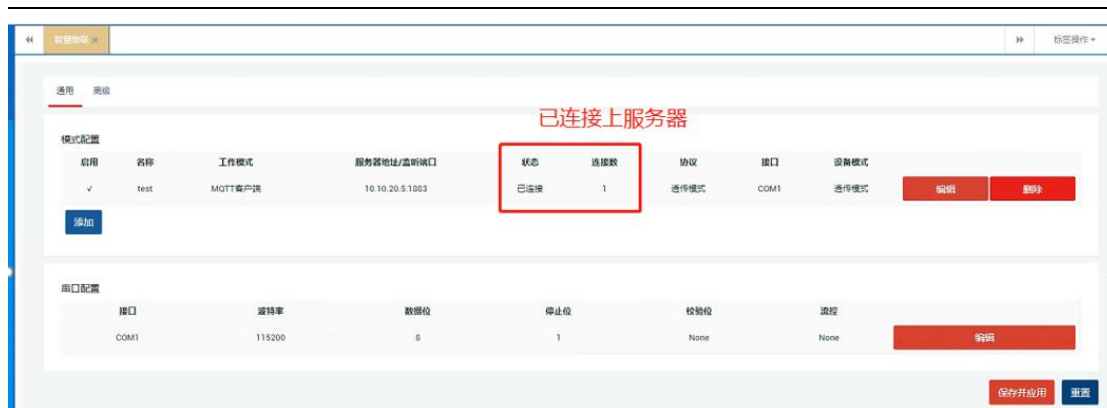 智慧物联 ×
标签操作
通用 高级
已连接上服务器
模式配置
启用 名称 工作模式 服务器地址/监听端口 状态 连接数 协议 接口 设备模式
√ test MQTT客户端 10.10.20.5:1883 已连接 1 透传模式 COM1 透传模式 编辑 删除
添加
串口配置
接口 波特率 数据位 停止位 校验位 流控
COM1 115200 8 1 None None 编辑
保存并应用 重置